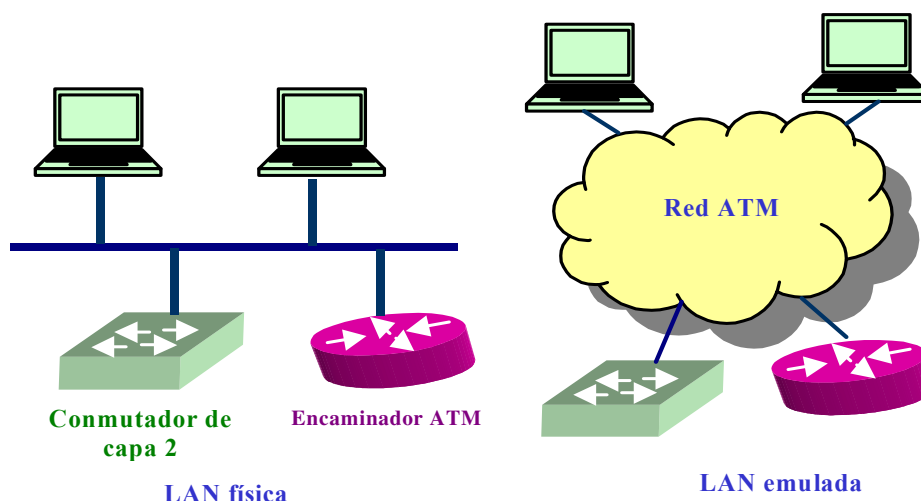 Red ATM
Conmutador de
capa 2
Encaminador ATM
LAN física
LAN emulada